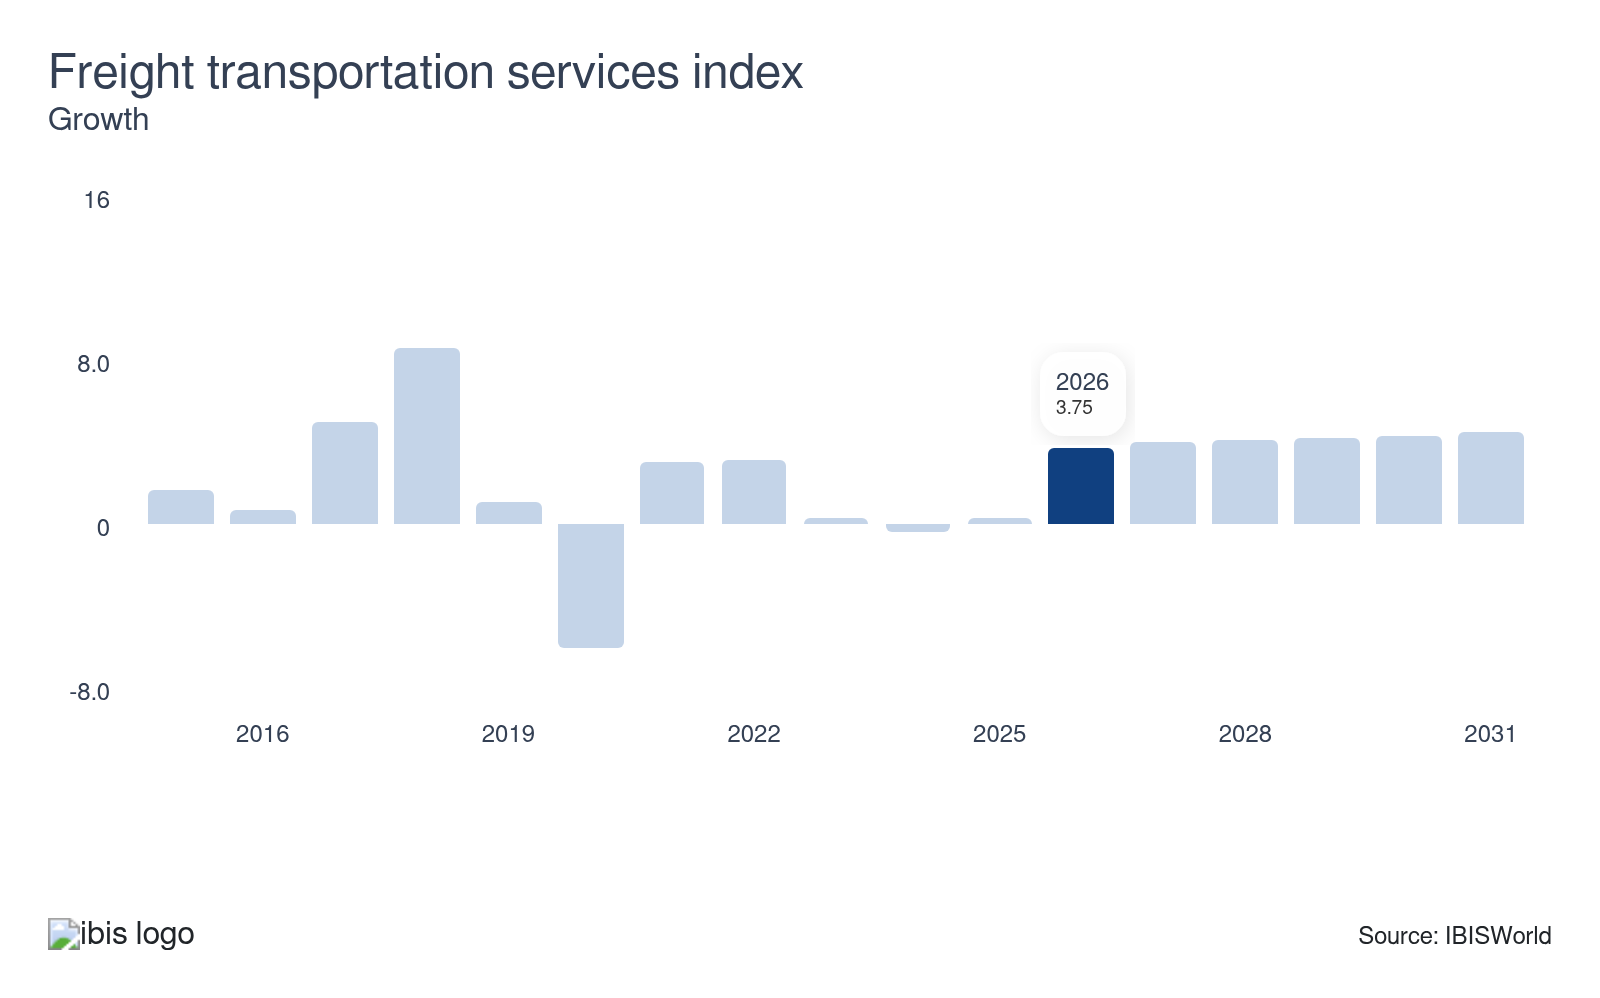 Freight transportation services index
Growth
16
8.0
2026
3.75
0
-8.0
2016 2019 2022 2025 2028 2031
ibis logo
Source: IBISWorld